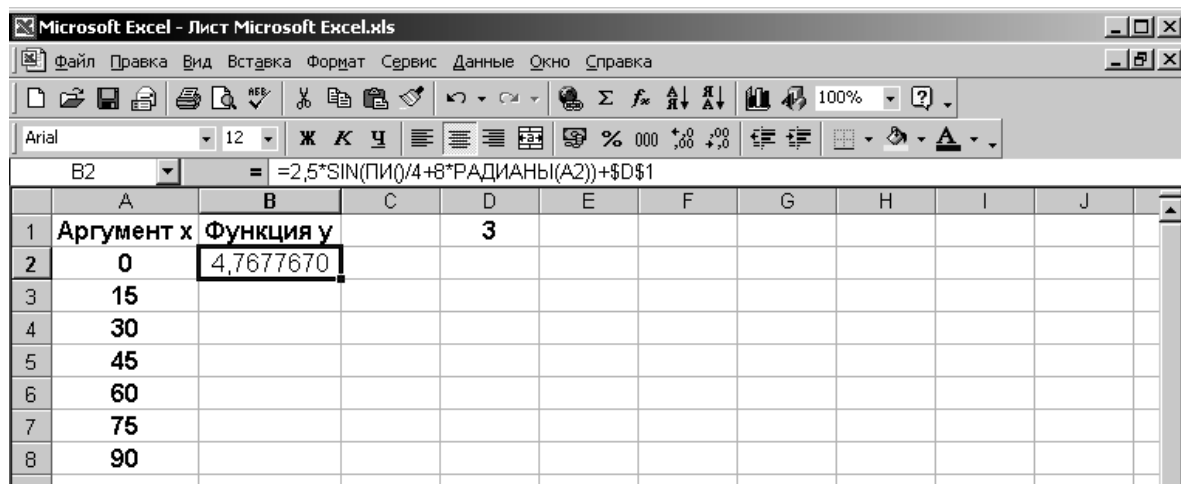 Microsoft Excel - Лист Microsoft Excel.xls
Файл Правка Вид Вставка Формат Сервис Данные Окно Справка
100%
Arial 12 Ж К Ч % 000
B2 = =2,5*SIN(ПИ()/4+8*РАДИАНЫ(A2))+$D$1
A B C D E F G H I J
1 Аргумент x Функция y 3
2 0 4,7677670
3 15
4 30
5 45
6 60
7 75
8 90